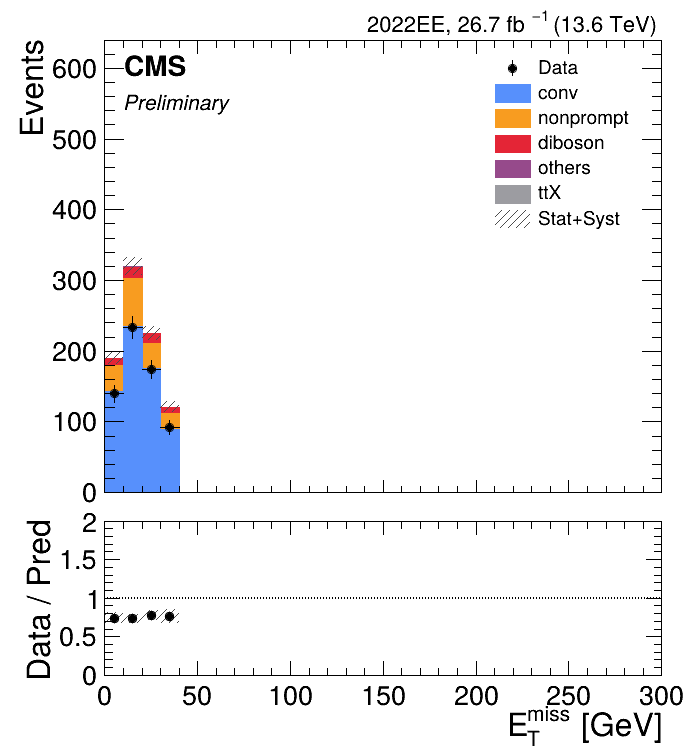 2022EE, 26.7 fb⁻¹ (13.6 TeV)
CMS
Preliminary
Data
conv
nonprompt
diboson
others
ttX
Stat+Syst
Events
600
500
400
300
200
100
0
Data / Pred
2
1.5
1
0.5
0
0 50 100 150 200 250 300
E_T^miss [GeV]